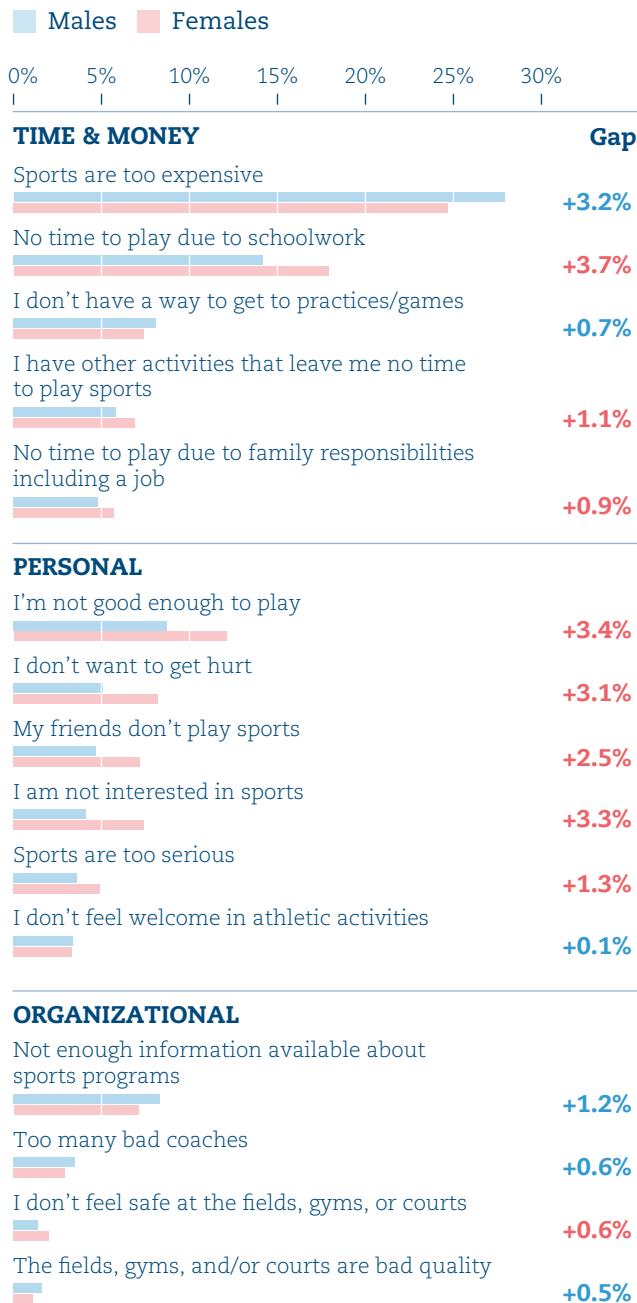 Males Females
0% 5% 10% 15% 20% 25% 30%
TIME & MONEY Gap
Sports are too expensive
+3.2%
No time to play due to schoolwork
+3.7%
I don't have a way to get to practices/games
+0.7%
I have other activities that leave me no time
to play sports
+1.1%
No time to play due to family responsibilities
including a job
+0.9%
PERSONAL
I'm not good enough to play
+3.4%
I don't want to get hurt
+3.1%
My friends don't play sports
+2.5%
I am not interested in sports
+3.3%
Sports are too serious
+1.3%
I don't feel welcome in athletic activities
+0.1%
ORGANIZATIONAL
Not enough information available about
sports programs
+1.2%
Too many bad coaches
+0.6%
I don't feel safe at the fields, gyms, or courts
+0.6%
The fields, gyms, and/or courts are bad quality
+0.5%